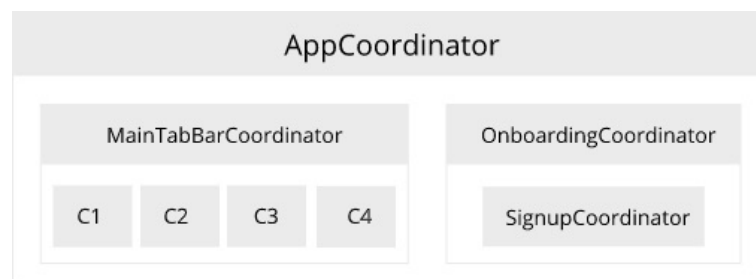 AppCoordinator
MainTabBarCoordinator
OnboardingCoordinator
C1
C2
C3
C4
SignupCoordinator